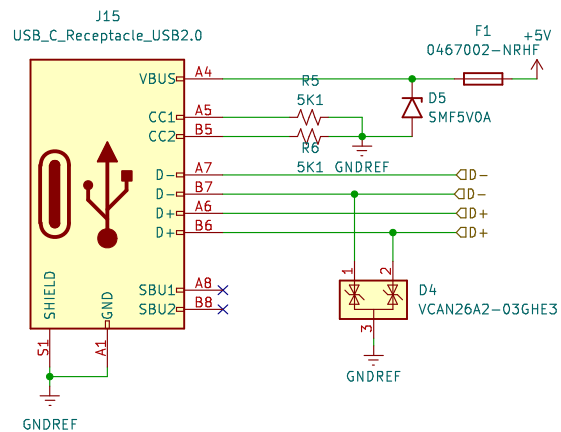 J15
USB_C_Receptacle_USB2.0
F1
+5V
0467002-NRHF
VBUS
A4
R5
5K1
D5
SMF5V0A
CC1
A5
CC2
B5
R6
5K1
GNDREF
D-
A7
D-
D-
B7
D-
D+
A6
D+
D+
B6
D+
1
2
SBU1
A8
SBU2
B8
D4
VCAN26A2-03GHE3
3
SHIELD
GND
S1
A1
GNDREF
GNDREF